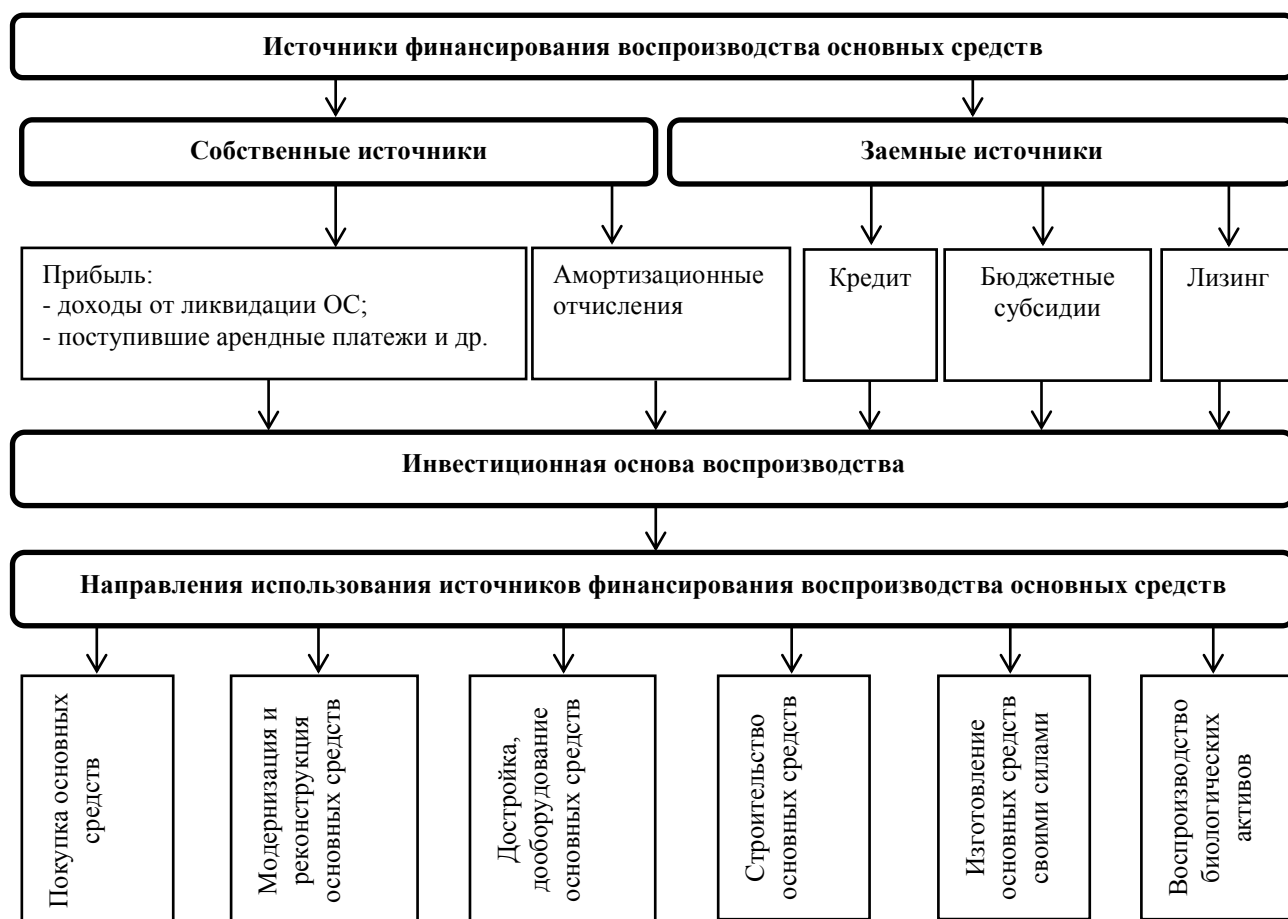 Источники финансирования воспроизводства основных средств
Собственные источники
Заемные источники
Прибыль:
- доходы от ликвидации ОС;
- поступившие арендные платежи и др.
Амортизационные
отчисления
Кредит
Бюджетные
субсидии
Лизинг
Инвестиционная основа воспроизводства
Направления использования источников финансирования воспроизводства основных средств
Покупка основных
средств
Модернизация и
реконструкция
основных средств
Достройка,
дооборудование
основных средств
Строительство
основных средств
Изготовление
основных средств
своими силами
Воспроизводство
биологических
активов